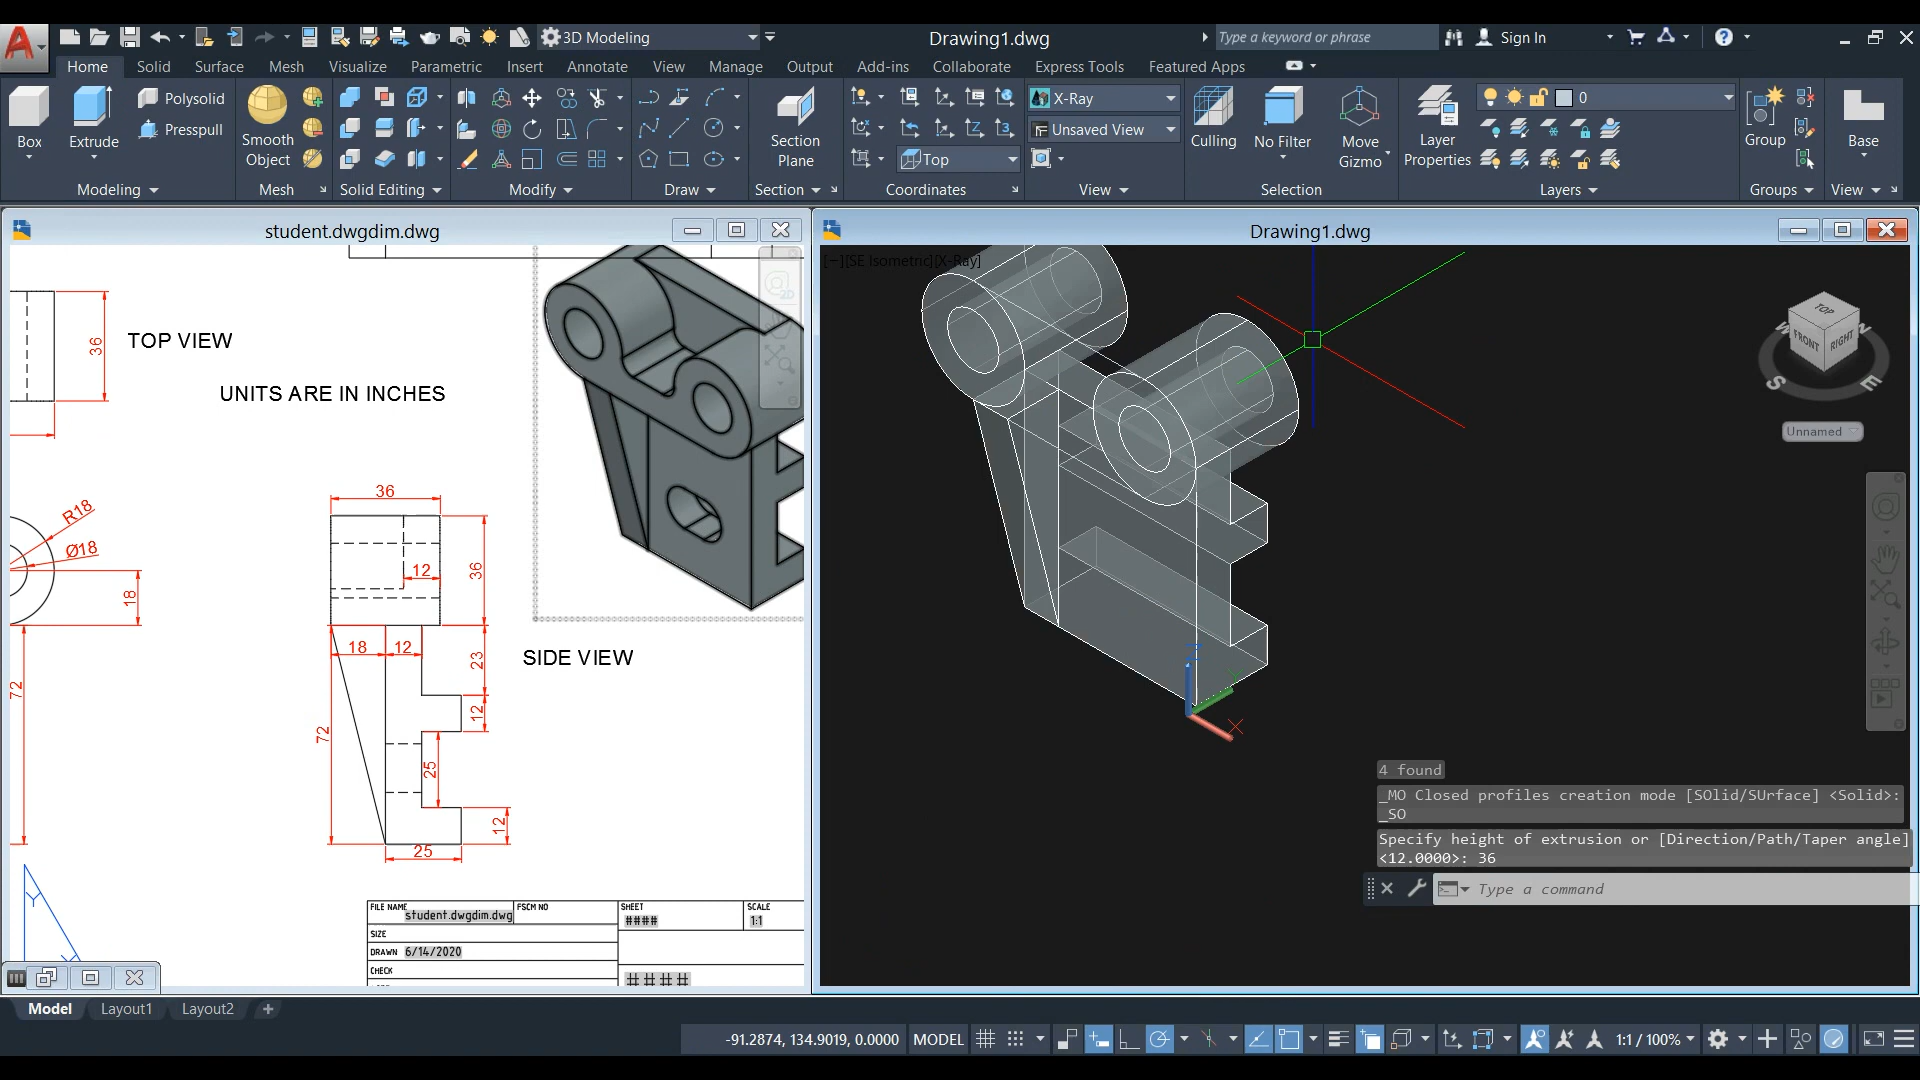 3D Modeling
Drawing1.dwg
Type a keyword or phrase
Sign In
Home Solid Surface Mesh Visualize Parametric Insert Annotate View Manage Output Add-ins Collaborate Express Tools Featured Apps
Box
Extrude
Polysolid
Presspull
Smooth
Object
Section
Plane
X-Ray
Unsaved View
Top
Culling
No Filter
Move
Gizmo
Layer
Properties
0
Group
Base
Modeling
Mesh
Solid Editing
Modify
Draw
Section
Coordinates
View
Selection
Layers
Groups
View
student.dwgdim.dwg
36
TOP VIEW
UNITS ARE IN INCHES
R18
Ø18
18
72
36
12
36
18
12
23
12
72
25
12
25
SIDE VIEW
Y
FILE NAME
student.dwgdim.dwg
FSCM NO
SHEET
####
SCALE
1:1
SIZE
DRAWN 6/14/2020
CHECK
####
Drawing1.dwg
[−][SE Isometric][X-Ray]
TOP
FRONT
RIGHT
S
E
Unnamed
X
4 found
_MO Closed profiles creation mode [SOlid/SUrface] <Solid>:
_SO
Specify height of extrusion or [Direction/Path/Taper angle]
<12.0000>: 36
Type a command
Model Layout1 Layout2 +
-91.2874, 134.9019, 0.0000 MODEL
1:1 / 100%